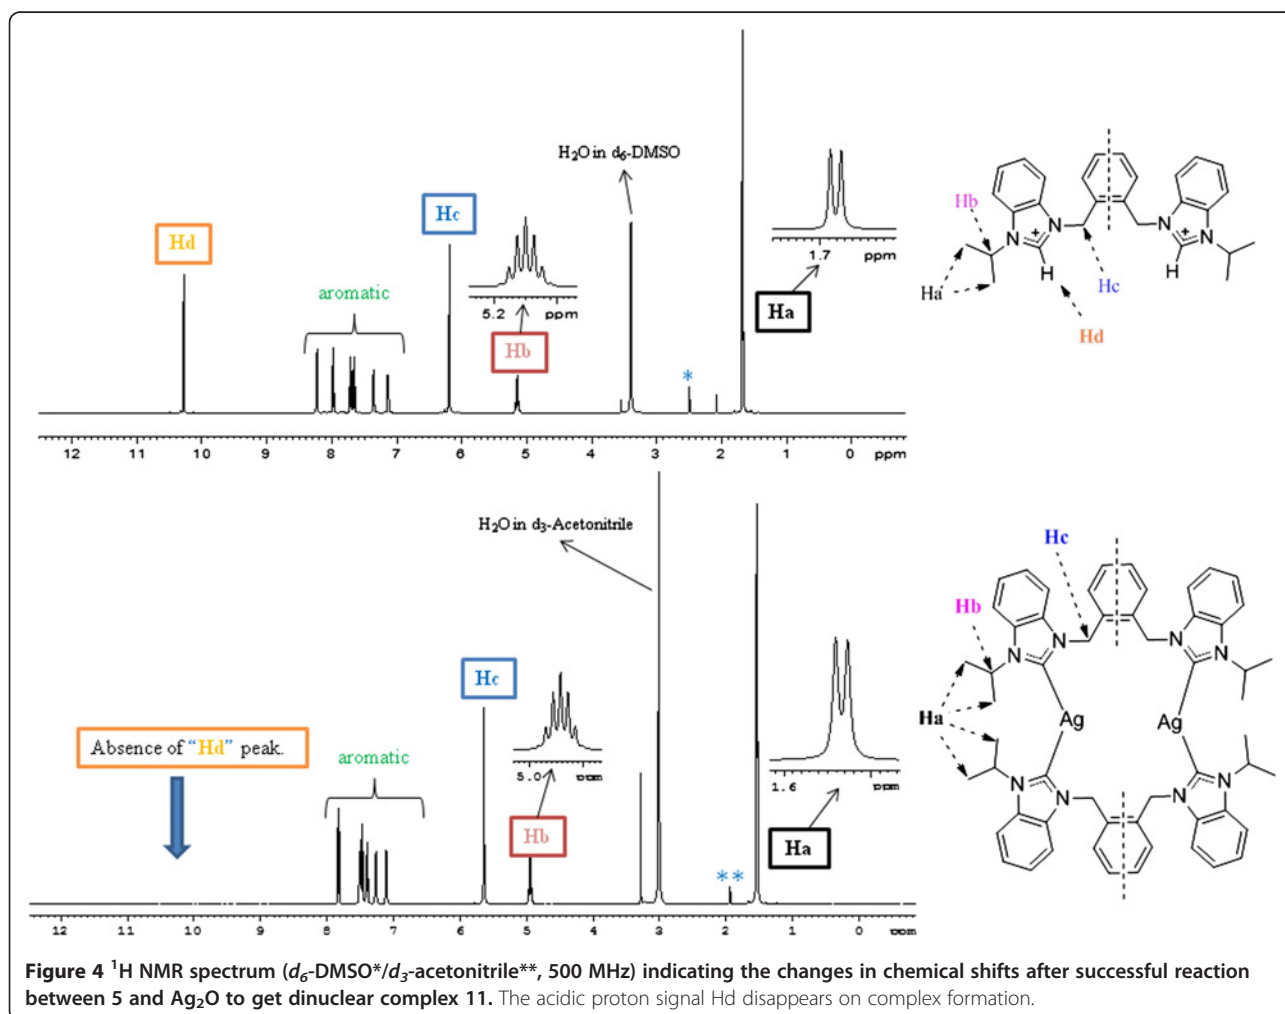 H₂O in d₆-DMSO
Hd
aromatic
Hc
5.2 ppm
Hb
1.7 ppm
Ha
*
12 11 10 9 8 7 6 5 4 3 2 1 0 ppm
Hb
N N N N
+ +
H H
Ha
Hc
Hd
H₂O in d₃-Acetonitrile
Absence of “Hd” peak.
aromatic
Hc
5.0 ppm
Hb
1.6 ppm
Ha
**
12 11 10 9 8 7 6 5 4 3 2 1 0 ppm
Hc
Hb
N N N N
Ha
Ag Ag
N N N N
Figure 4 ¹H NMR spectrum (d₆-DMSO*/d₃-acetonitrile**, 500 MHz) indicating the changes in chemical shifts after successful reaction
between 5 and Ag₂O to get dinuclear complex 11. The acidic proton signal Hd disappears on complex formation.